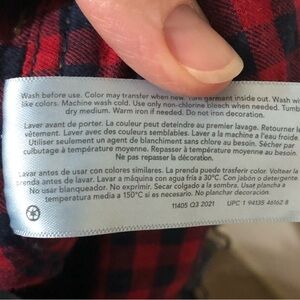 Wash before use. Color may transfer when new. Turn garment inside out. Wash with
like colors. Machine wash cold. Use only non-chlorine bleach when needed. Tumble
dry medium. Warm iron if needed. Do not iron decoration.
Laver avant de porter. La couleur peut deteindre au premier lavage. Retourner le
vêtement. Laver avec des couleurs semblables. Laver a la machine a l'eau froide.
Utiliser seulement un agent de blanchiment sans chlore au besoin. Sécher par
culbutage à température moyenne. Repasser à température moyenne au besoin.
Ne pas repasser la décoration.
Lavar antes de usar con colores similares. La prenda puede trasferir color. Voltear la
prenda antes de lavar. Lavar a máquina con agua fría a 30°C. Con jabón o detergente
No usar blanqueador. No exprimir. Secar colgado a la sombra. Usar plancha a
temperatura media a 150°C si es necesario.
11405 Q3 2021 UPC 1 94135 46162 8